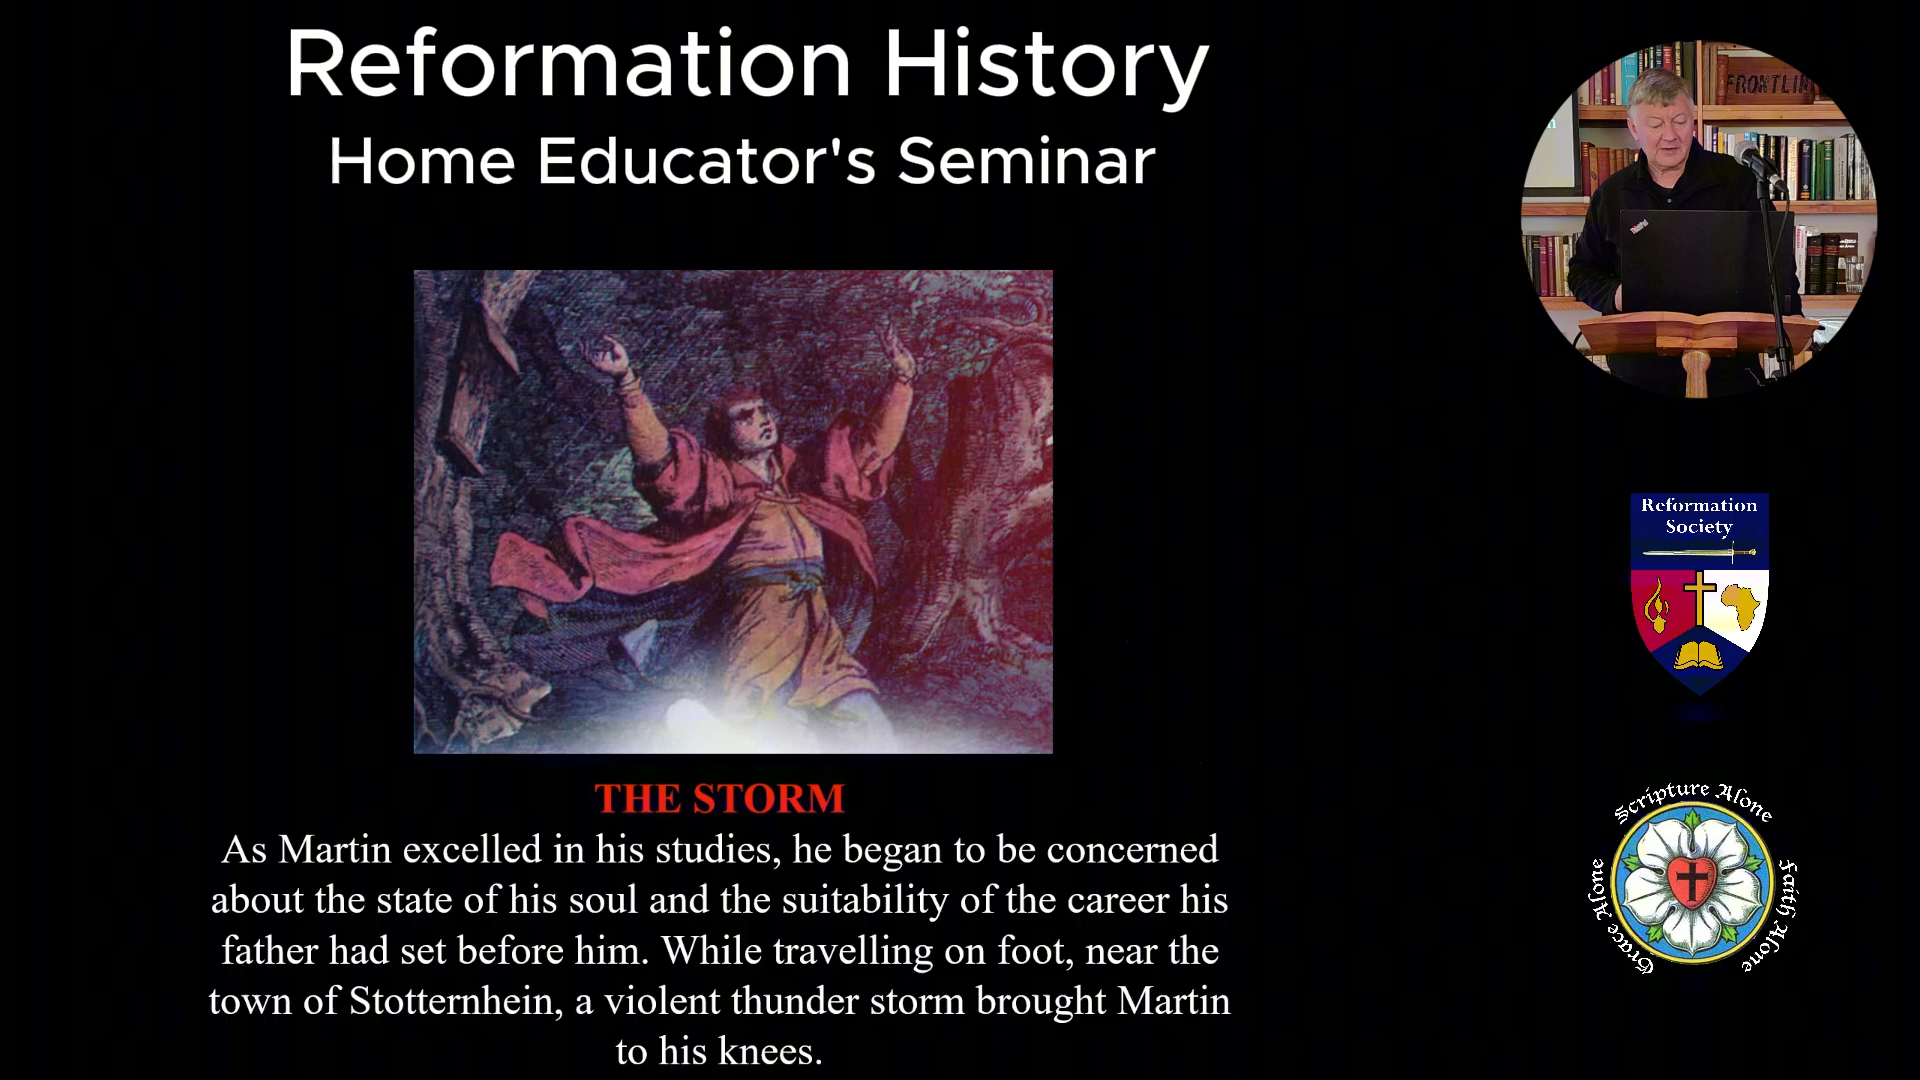 Reformation History
Home Educator's Seminar
FRONTLIN
ThinkPad
Reformation
Society
THE STORM
As Martin excelled in his studies, he began to be concerned
about the state of his soul and the suitability of the career his
father had set before him. While travelling on foot, near the
town of Stotternhein, a violent thunder storm brought Martin
to his knees.
Scripture Alone
Grace Alone
Faith Alone